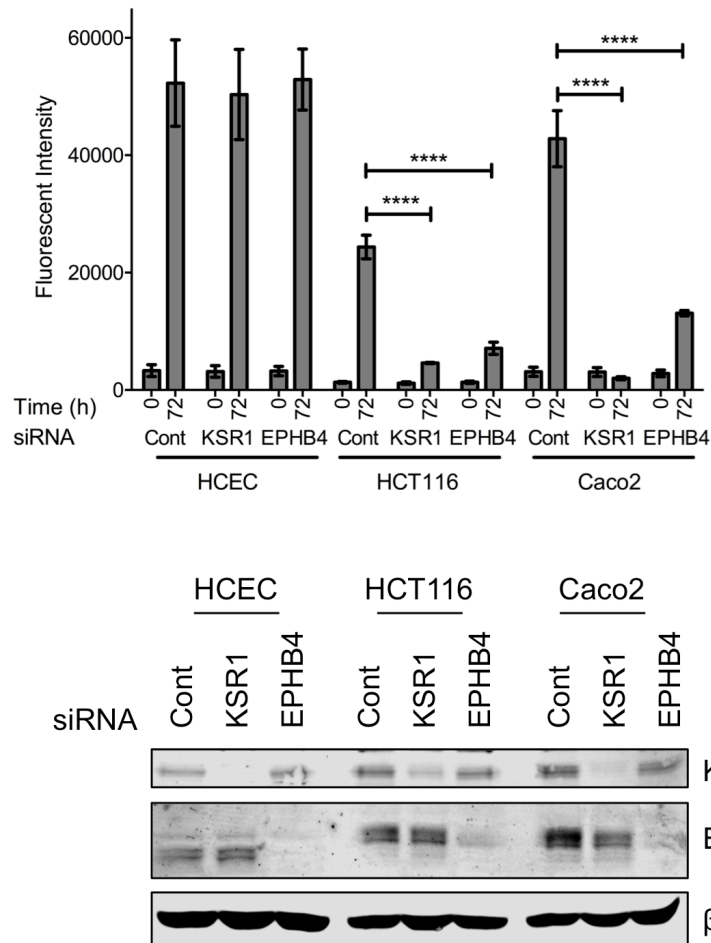 60000
**** ****
40000
****
****
20000
0
Fluorescent Intensity
Time (h) 0 72 0 72 0 72 0 72 0 72 0 72 0 72 0 72 0 72
siRNA Cont KSR1 EPHB4 Cont KSR1 EPHB4 Cont KSR1 EPHB4
HCEC HCT116 Caco2
HCEC HCT116 Caco2
siRNA Cont KSR1 EPHB4 Cont KSR1 EPHB4 Cont KSR1 EPHB4
β